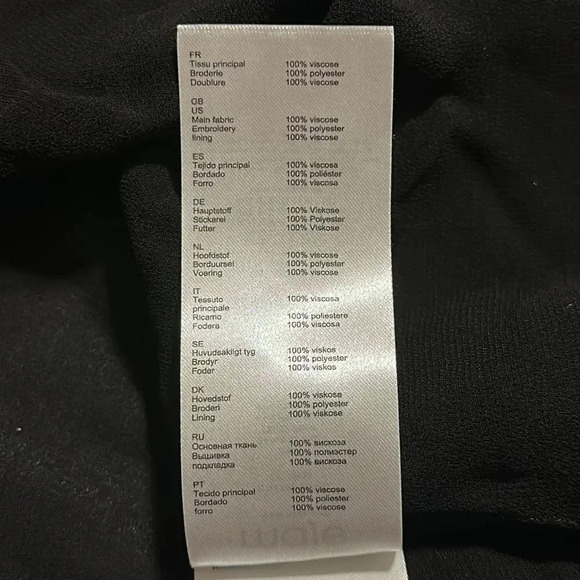 FR
Tissu principal 100% viscose
Broderie 100% polyester
Doublure 100% viscose
GB
US
Main fabric 100% viscose
Embroidery 100% polyester
lining 100% viscose
ES
Tejido principal 100% viscosa
Bordado 100% poliéster
Forro 100% viscosa
DE
Hauptstoff 100% Viskose
Stickerei 100% Polyester
Futter 100% Viskose
NL
Hoofdstof 100% viscose
Borduursel 100% polyester
Voering 100% viscose
IT
Tessuto 100% viscosa
principale
Ricamo 100% poliestere
Fodera 100% viscosa
SE
Huvudsakligt tyg 100% viskos
Brodyr 100% polyester
Foder 100% viskos
DK
Hovedstof 100% viskose
Broderi 100% polyester
Lining 100% viskose
RU
Основная ткань 100% вискоза
Вышивка 100% полиэстер
подкладка 100% вискоза
PT
Tecido principal 100% viscose
Bordado 100% poliester
forro 100% viscose